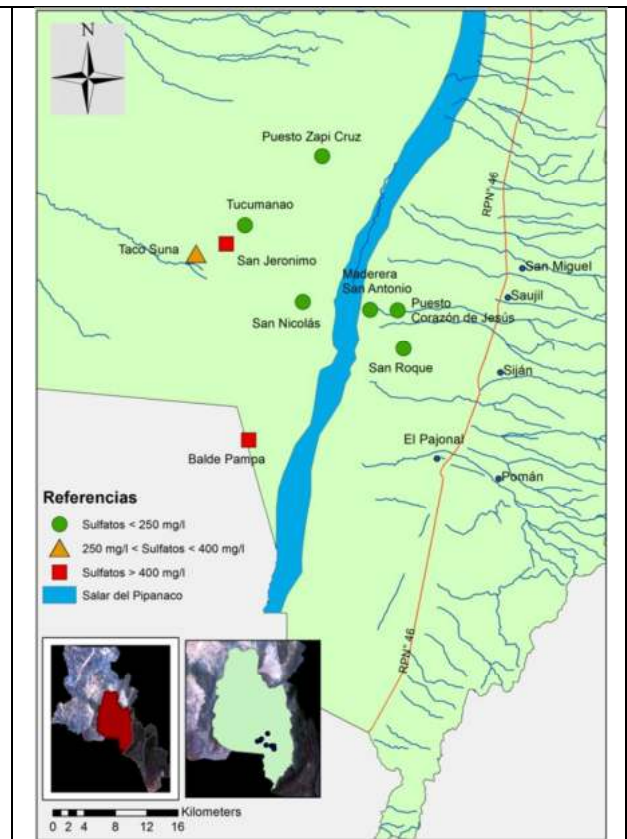 N
Puesto Zapi Cruz
RPN° 46
Tucumanao
Taco Suna
San Jeronimo
San Miguel
Maderera
San Antonio
Saujil
San Nicolás
Puesto
Corazón de Jesús
San Roque
Siján
El Pajonal
Balde Pampa
Pomán
Referencias
Sulfatos < 250 mg/l
250 mg/l < Sulfatos < 400 mg/l
Sulfatos > 400 mg/l
Salar del Pipanaco
RPN° 46
Kilometers
0 2 4 8 12 16